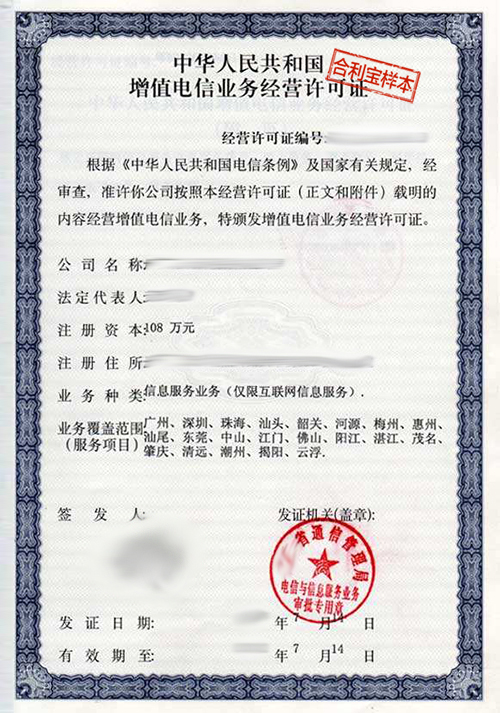 中华人民共和国
增值电信业务经营许可证
合利宝样本
经营许可证编号:
根据《中华人民共和国电信条例》及国家有关规定，经
审查，准许你公司按照本经营许可证（正文和附件）载明的
内容经营增值电信业务，特颁发增值电信业务经营许可证。
公司名称:
法定代表人:
注册资本:108 万元
注册住所:
业务种类:信息服务业务（仅限互联网信息服务）.
业务覆盖范围:
（服务项目）
广州、深圳、珠海、汕头、韶关、河源、梅州、惠州、
汕尾、东莞、中山、江门、佛山、阳江、湛江、茂名、
肇庆、清远、潮州、揭阳、云浮.
签发人:
发证机关(盖章):
省通信管理局
电信与信息服务业务
审批专用章
发证日期: 年 7 月 14 日
有效期至: 年 7 月 14 日